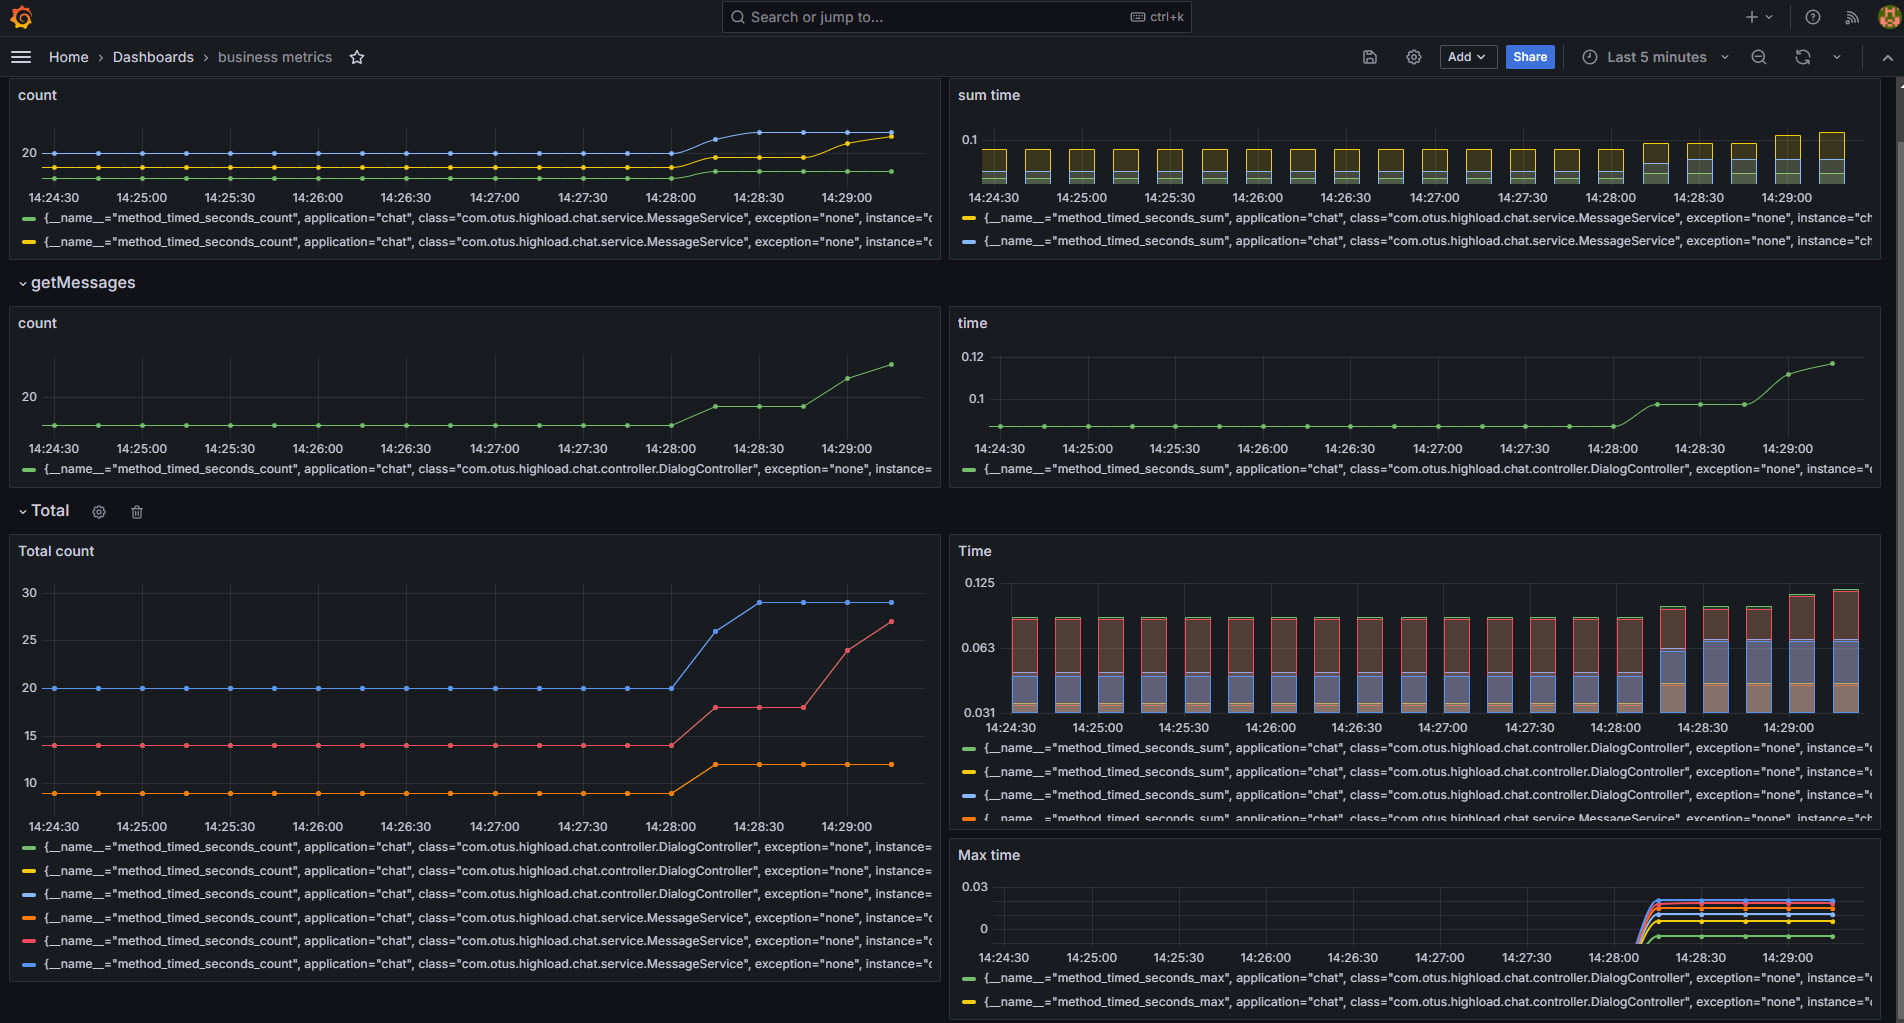 Search or jump to... ctrl+k
Home › Dashboards › business metrics
Add Share Last 5 minutes
count
20
14:24:30 14:25:00 14:25:30 14:26:00 14:26:30 14:27:00 14:27:30 14:28:00 14:28:30 14:29:00
{__name__="method_timed_seconds_count", application="chat", class="com.otus.highload.chat.service.MessageService", exception="none", instance="c
{__name__="method_timed_seconds_count", application="chat", class="com.otus.highload.chat.service.MessageService", exception="none", instance="c
sum time
0.1
14:24:30 14:25:00 14:25:30 14:26:00 14:26:30 14:27:00 14:27:30 14:28:00 14:28:30 14:29:00
{__name__="method_timed_seconds_sum", application="chat", class="com.otus.highload.chat.service.MessageService", exception="none", instance="ch
{__name__="method_timed_seconds_sum", application="chat", class="com.otus.highload.chat.service.MessageService", exception="none", instance="ch
getMessages
count
20
14:24:30 14:25:00 14:25:30 14:26:00 14:26:30 14:27:00 14:27:30 14:28:00 14:28:30 14:29:00
{__name__="method_timed_seconds_count", application="chat", class="com.otus.highload.chat.controller.DialogController", exception="none", instance=
time
0.12
0.1
14:24:30 14:25:00 14:25:30 14:26:00 14:26:30 14:27:00 14:27:30 14:28:00 14:28:30 14:29:00
{__name__="method_timed_seconds_sum", application="chat", class="com.otus.highload.chat.controller.DialogController", exception="none", instance="c
Total
Total count
30
25
20
15
10
14:24:30 14:25:00 14:25:30 14:26:00 14:26:30 14:27:00 14:27:30 14:28:00 14:28:30 14:29:00
{__name__="method_timed_seconds_count", application="chat", class="com.otus.highload.chat.controller.DialogController", exception="none", instance=
{__name__="method_timed_seconds_count", application="chat", class="com.otus.highload.chat.controller.DialogController", exception="none", instance=
{__name__="method_timed_seconds_count", application="chat", class="com.otus.highload.chat.controller.DialogController", exception="none", instance=
{__name__="method_timed_seconds_count", application="chat", class="com.otus.highload.chat.service.MessageService", exception="none", instance="c
{__name__="method_timed_seconds_count", application="chat", class="com.otus.highload.chat.service.MessageService", exception="none", instance="c
{__name__="method_timed_seconds_count", application="chat", class="com.otus.highload.chat.service.MessageService", exception="none", instance="c
Time
0.125
0.063
0.031
14:24:30 14:25:00 14:25:30 14:26:00 14:26:30 14:27:00 14:27:30 14:28:00 14:28:30 14:29:00
{__name__="method_timed_seconds_sum", application="chat", class="com.otus.highload.chat.controller.DialogController", exception="none", instance="c
{__name__="method_timed_seconds_sum", application="chat", class="com.otus.highload.chat.controller.DialogController", exception="none", instance="c
{__name__="method_timed_seconds_sum", application="chat", class="com.otus.highload.chat.controller.DialogController", exception="none", instance="c
{__name__="method_timed_seconds_sum", application="chat", class="com.otus.highload.chat.service.MessageService", exception="none", instance="ch
Max time
0.03
0
14:24:30 14:25:00 14:25:30 14:26:00 14:26:30 14:27:00 14:27:30 14:28:00 14:28:30 14:29:00
{__name__="method_timed_seconds_max", application="chat", class="com.otus.highload.chat.controller.DialogController", exception="none", instance="c
{__name__="method_timed_seconds_max", application="chat", class="com.otus.highload.chat.controller.DialogController", exception="none", instance="c